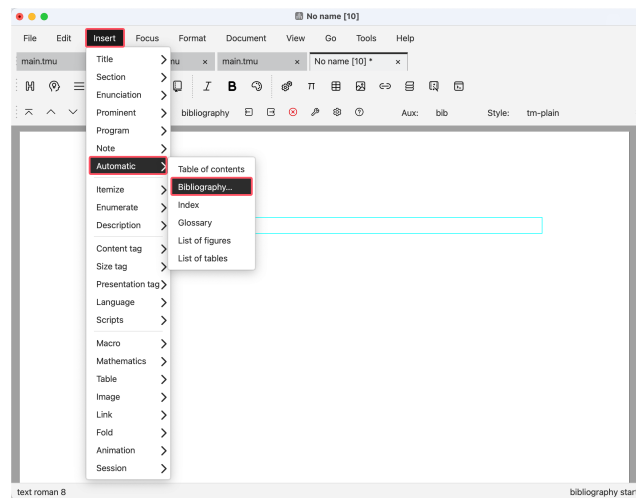 No name [10]
File Edit Insert Focus Format Document View Go Tools Help
main.tmu mu × main.tmu × No name [10] * ×
I B π
bibliography Aux: bib Style: tm-plain
Title
Section
Enunciation
Prominent
Program
Note
Automatic
Itemize
Enumerate
Description
Content tag
Size tag
Presentation tag
Language
Scripts
Macro
Mathematics
Table
Image
Link
Fold
Animation
Session
Table of contents
Bibliography...
Index
Glossary
List of figures
List of tables
text roman 8 bibliography star